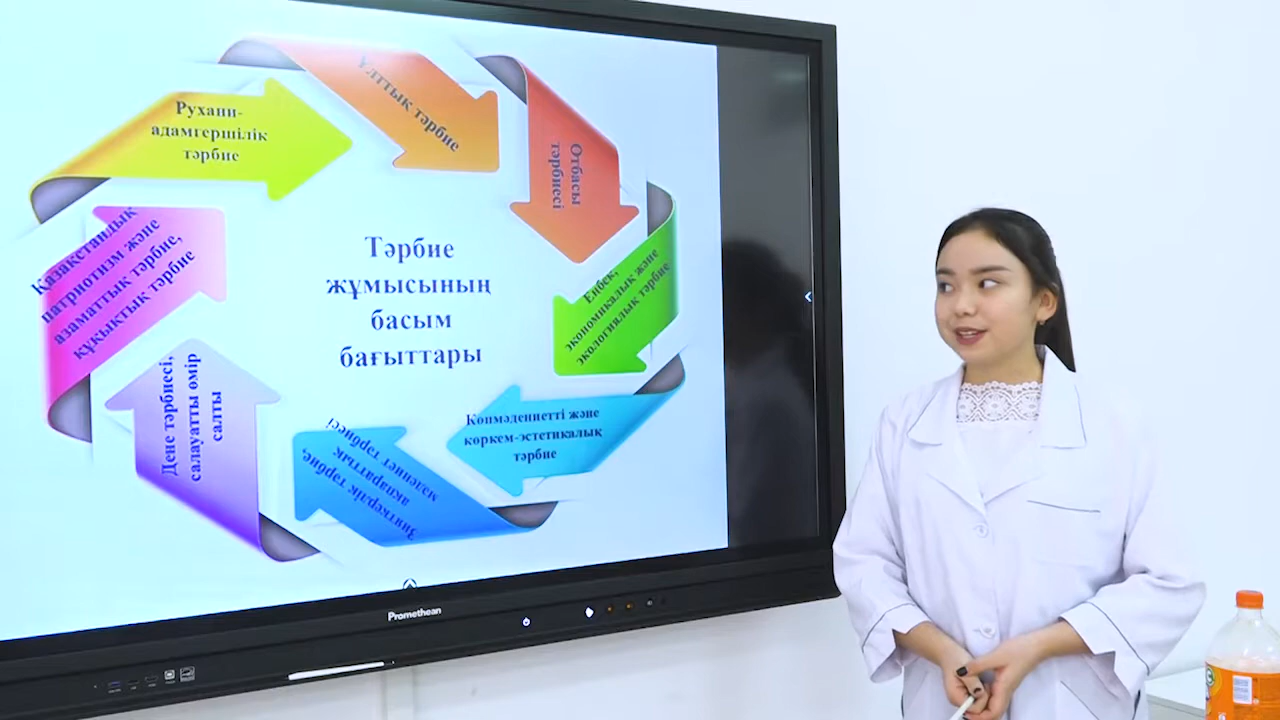 Ұлттық тәрбие
Рухани-
адамгершілік
тәрбие
Отбасы
тәрбиесі
Қазақстандық
патриотизм және
азаматтық тәрбие,
құқықтық тәрбие
Тәрбие
жұмысының
басым
бағыттары
Еңбек,
экономикалық және
экологиялық тәрбие
Дене тәрбиесі,
салауатты өмір
салты
Көпмәдениетті және
көркем-эстетикалық
тәрбие
Зияткерлік тәрбие,
ақпараттық
мәдениет тәрбиесі
Promethean